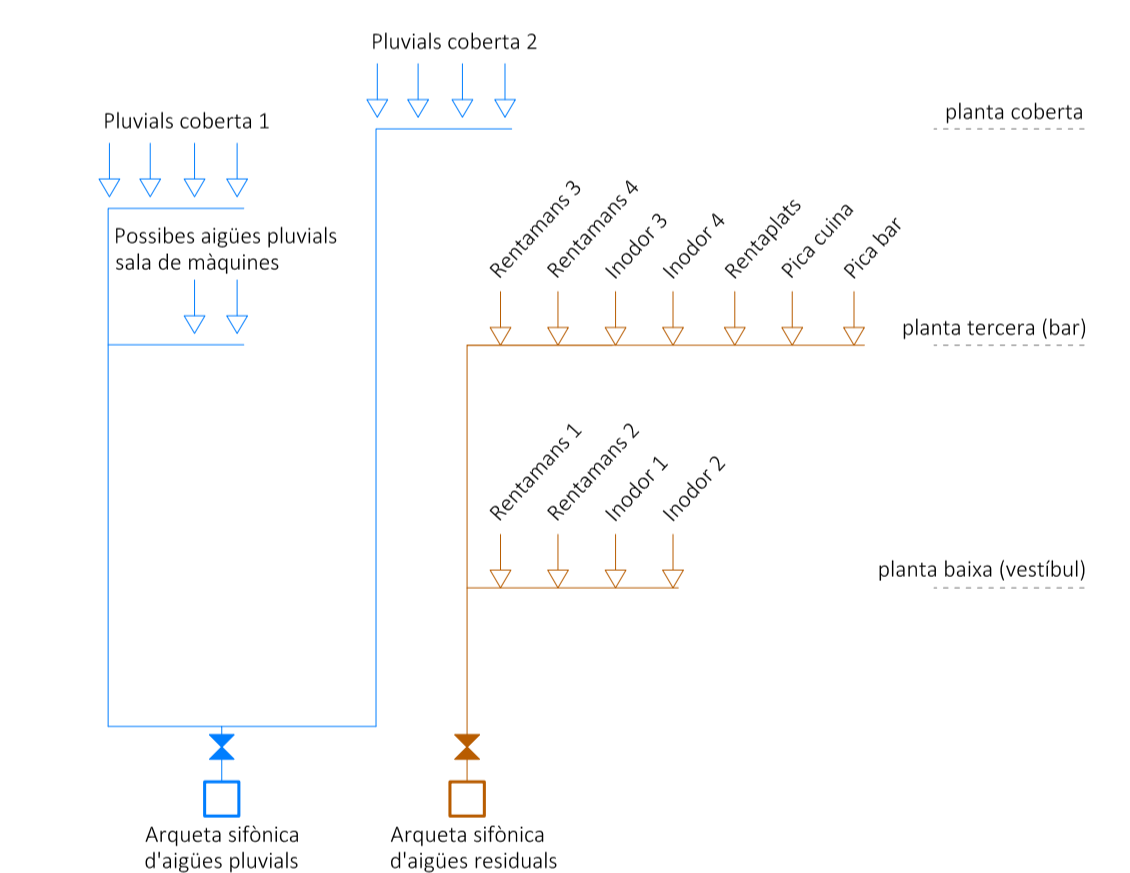 Pluvials coberta 2
planta coberta
Pluvials coberta 1
Possibes aigües pluvials
sala de màquines
Rentamans 3
Rentamans 4
Inodor 3
Inodor 4
Rentaplats
Pica cuina
Pica bar
planta tercera (bar)
Rentamans 1
Rentamans 2
Inodor 1
Inodor 2
planta baixa (vestíbul)
Arqueta sifònica
d'aigües pluvials
Arqueta sifònica
d'aigües residuals